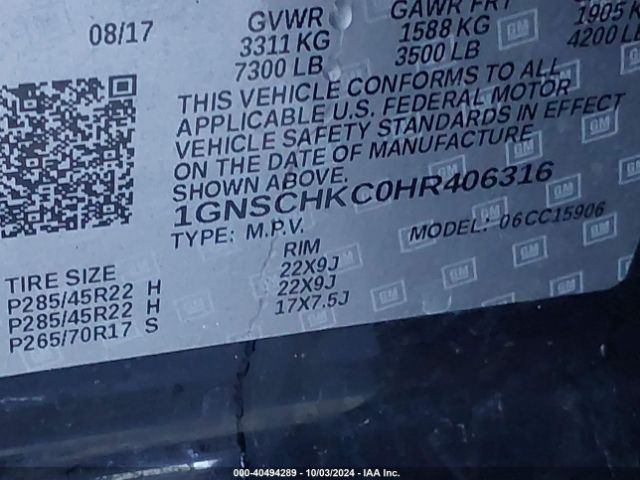 08/17 GVWR GAWR FRT
3311 KG 1588 KG 1905 K
7300 LB 3500 LB 4200 LB
THIS VEHICLE CONFORMS TO ALL
APPLICABLE U.S. FEDERAL MOTOR
VEHICLE SAFETY STANDARDS IN EFFECT
ON THE DATE OF MANUFACTURE
SHOWN ABOVE.
1GNSCHKC0HR406316
TYPE: M.P.V. MODEL: 06CC15906
TIRE SIZE RIM
P285/45R22 H 22X9J
P285/45R22 H 22X9J
P265/70R17 S 17X7.5J
GM
000-40494289 - 10/03/2024 - IAA Inc.